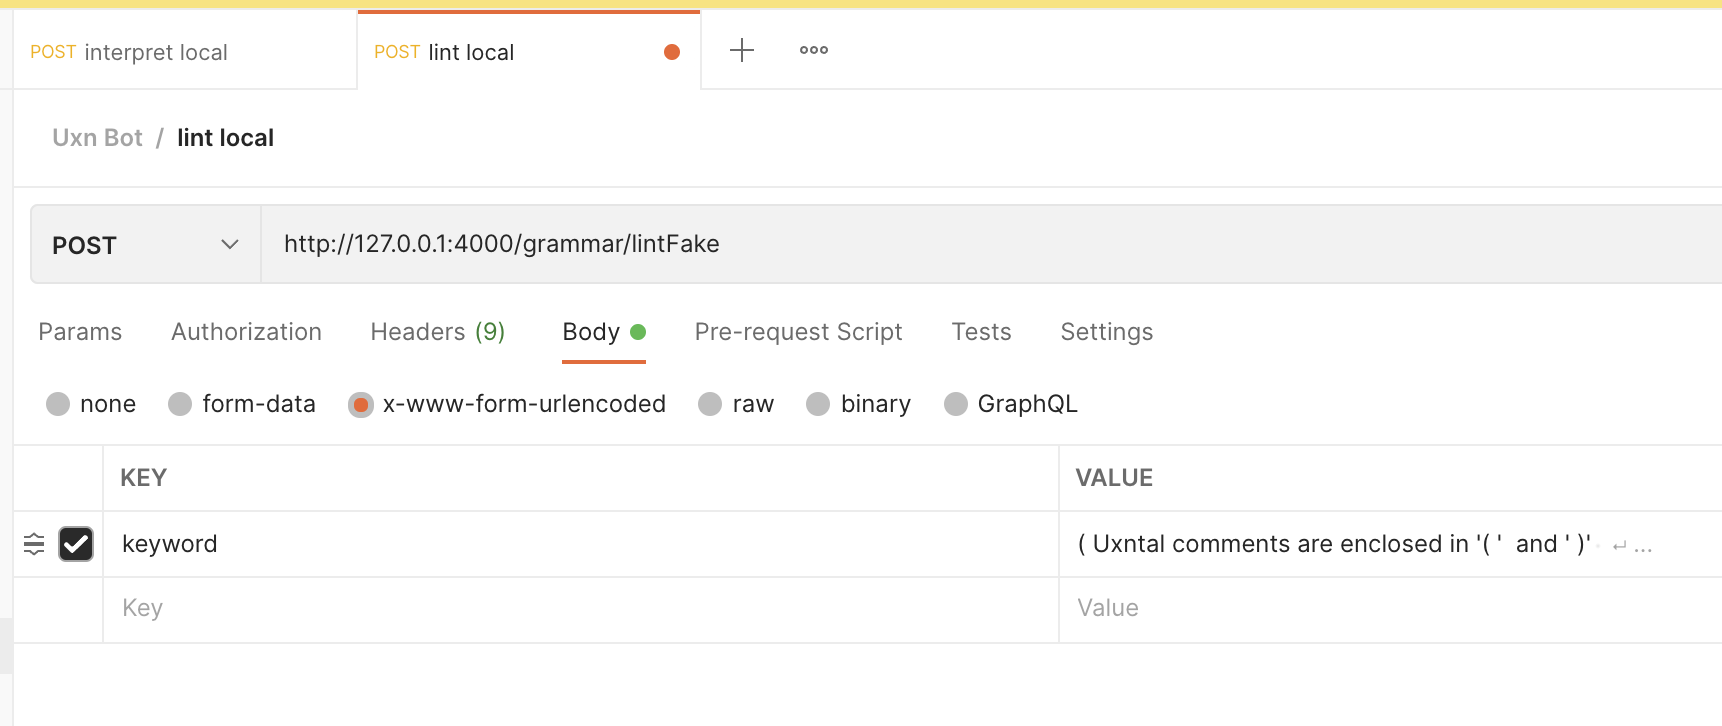 POST interpret local POST lint local
Uxn Bot / lint local
POST http://127.0.0.1:4000/grammar/lintFake
Params Authorization Headers (9) Body Pre-request Script Tests Settings
none form-data x-www-form-urlencoded raw binary GraphQL
KEY VALUE
keyword ( Uxntal comments are enclosed in '( ' and ' )' ↵ ...
Key Value